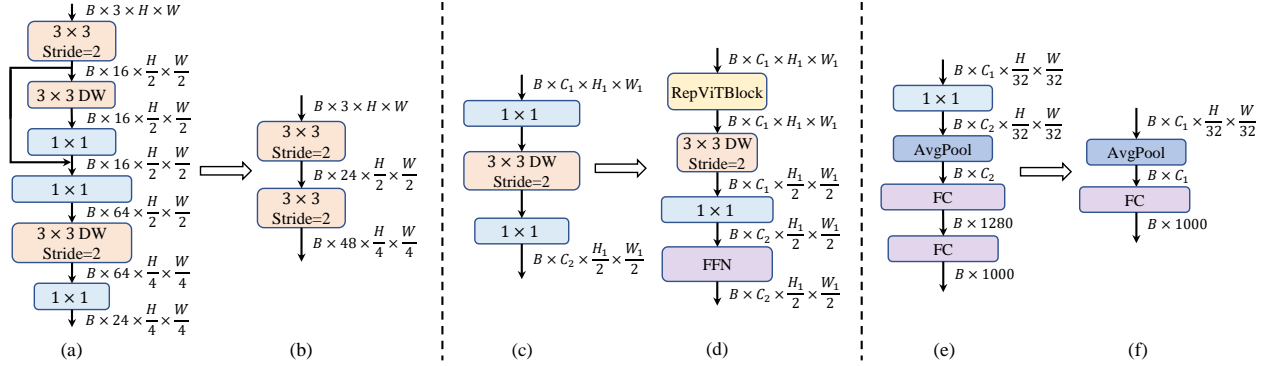 B × 3 × H × W
3 × 3
Stride=2
B × 16 × H/2 × W/2
3 × 3 DW
B × 16 × H/2 × W/2
1 × 1
B × 16 × H/2 × W/2
1 × 1
B × 64 × H/2 × W/2
3 × 3 DW
Stride=2
B × 64 × H/4 × W/4
1 × 1
B × 24 × H/4 × W/4
(a)
B × 3 × H × W
3 × 3
Stride=2
B × 24 × H/2 × W/2
3 × 3
Stride=2
B × 48 × H/4 × W/4
(b)
B × C₁ × H₁ × W₁
1 × 1
3 × 3 DW
Stride=2
1 × 1
B × C₂ × H₁/2 × W₁/2
(c)
B × C₁ × H₁ × W₁
RepViTBlock
B × C₁ × H₁ × W₁
3 × 3 DW
Stride=2
B × C₁ × H₁/2 × W₁/2
1 × 1
B × C₂ × H₁/2 × W₁/2
FFN
B × C₂ × H₁/2 × W₁/2
(d)
B × C₁ × H/32 × W/32
1 × 1
B × C₂ × H/32 × W/32
AvgPool
B × C₂
FC
B × 1280
FC
B × 1000
(e)
B × C₁ × H/32 × W/32
AvgPool
B × C₁
FC
B × 1000
(f)